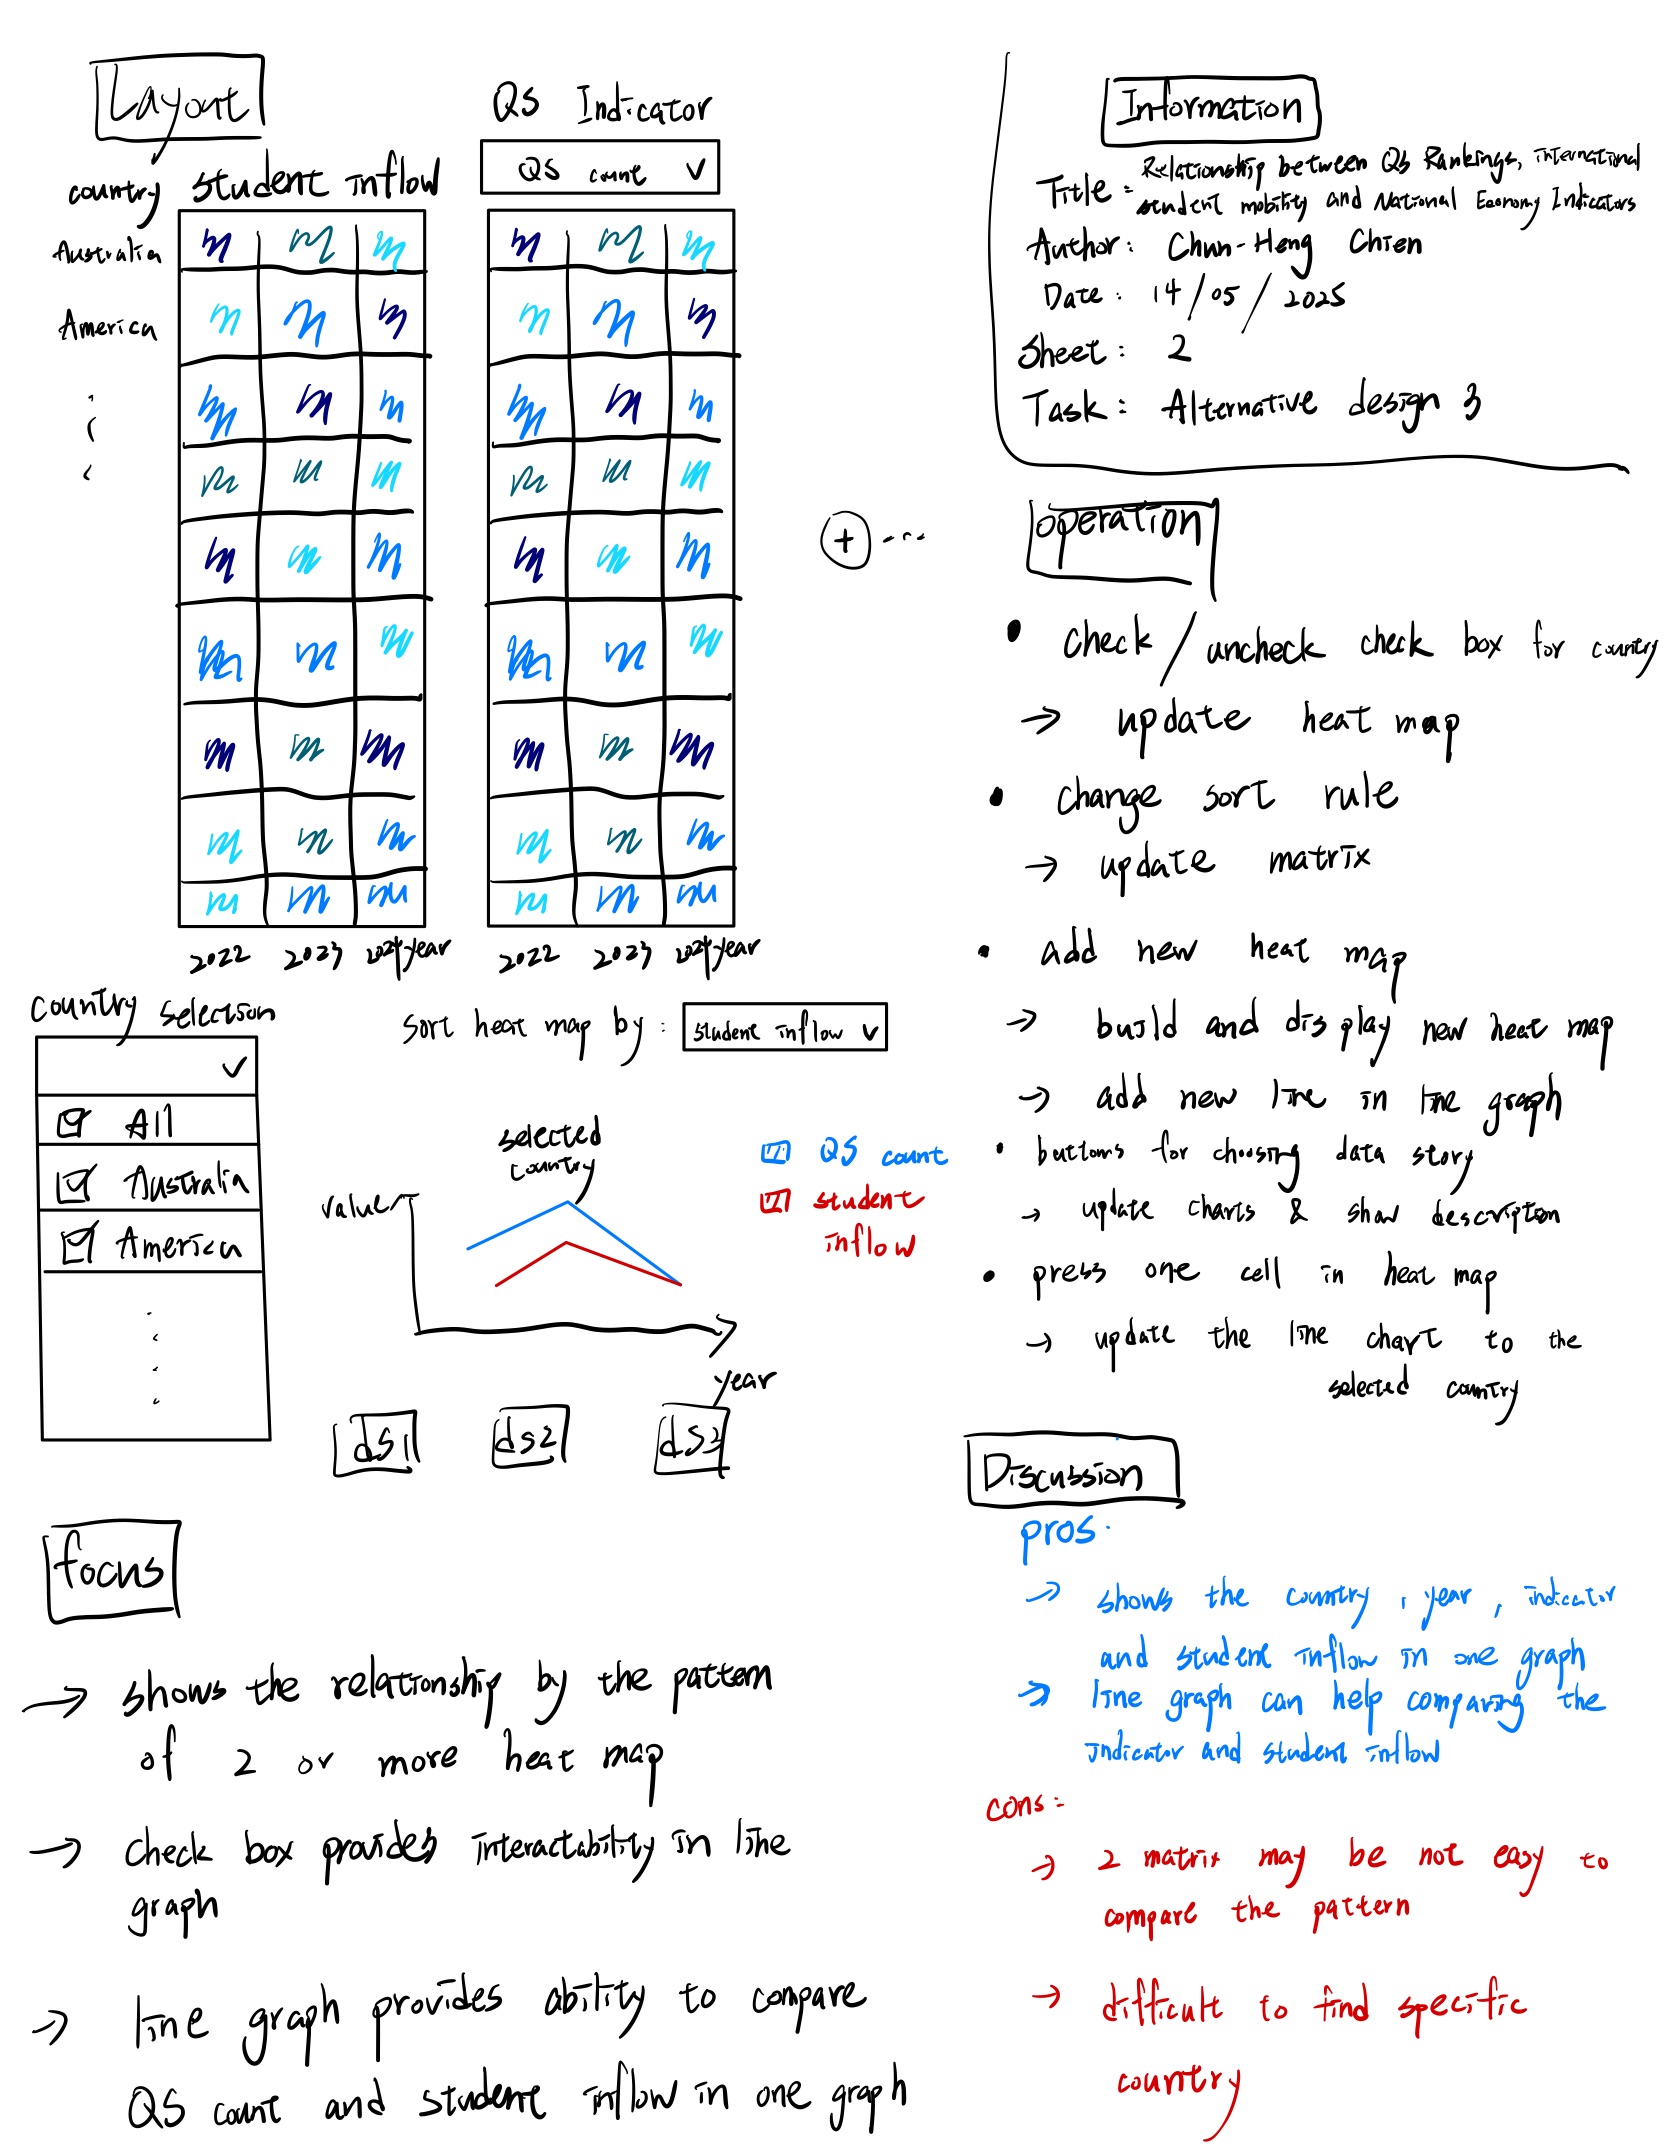 Layout
country
student inflow
Australia
America
2022 2023 2024 year
QS Indicator
QS count
2022 2023 2024 year
+ ...
country selection
All
Australia
America
sort heat map by: student inflow
selected
country
value
year
QS count
student
inflow
ds1 ds2 ds3
focus
→ shows the relationship by the pattern
of 2 or more heat map
→ check box provides interactability in line
graph
→ line graph provides ability to compare
QS count and student inflow in one graph
Information
Title: Relationship between QS Rankings, international
student mobility and National Economy Indicators
Author: Chun-Heng Chien
Date: 14/05/2025
Sheet: 2
Task: Alternative design 3
operation
• check/uncheck check box for country
→ update heat map
• change sort rule
→ update matrix
• add new heat map
→ build and display new heat map
→ add new line in line graph
• buttons for choosing data story
→ update charts & show description
• press one cell in heat map
→ update the line chart to the
selected country
Discussion
pros:
→ shows the country, year, indicator
and student inflow in one graph
→ line graph can help comparing the
indicator and student inflow
cons:
→ 2 matrix may be not easy to
compare the pattern
→ difficult to find specific
country